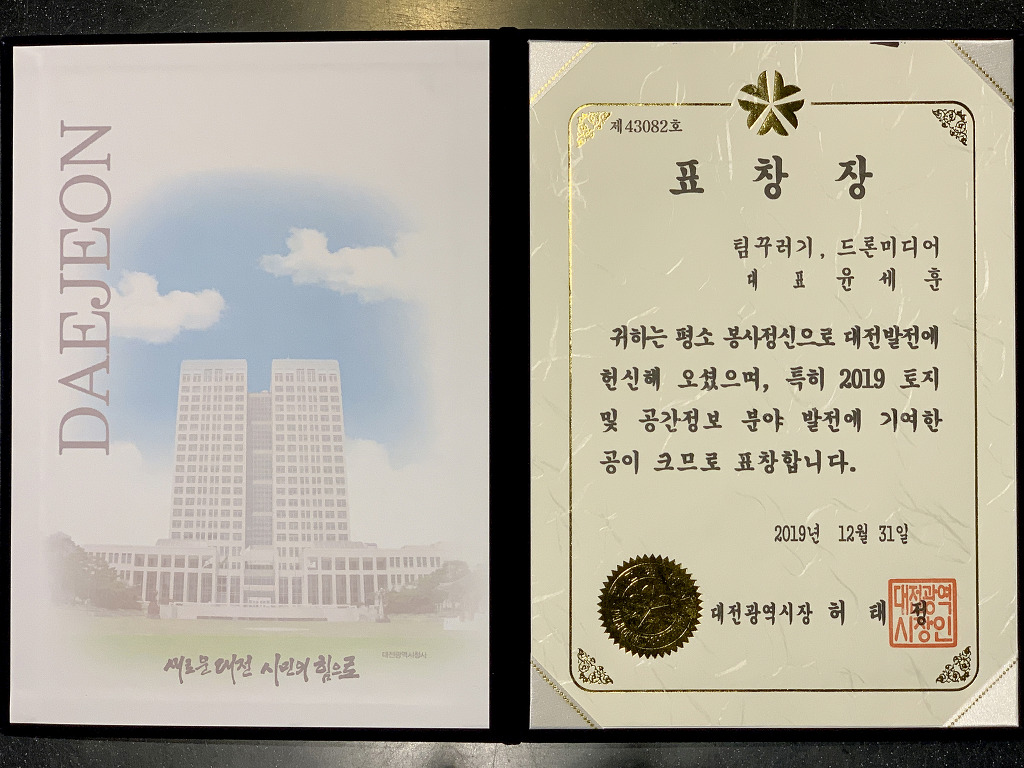 DAEJEON
대전광역시청사
새로운 대전 시민의 힘으로
제43082호
표 창 장
팀꾸러기, 드론미디어
대 표 윤 세 훈
귀하는 평소 봉사정신으로 대전발전에
헌신해 오셨으며, 특히 2019 토지
및 공간정보 분야 발전에 기여한
공이 크므로 표창합니다.
2019년 12월 31일
대전광역시장 허 태 정
대전광역
시장인